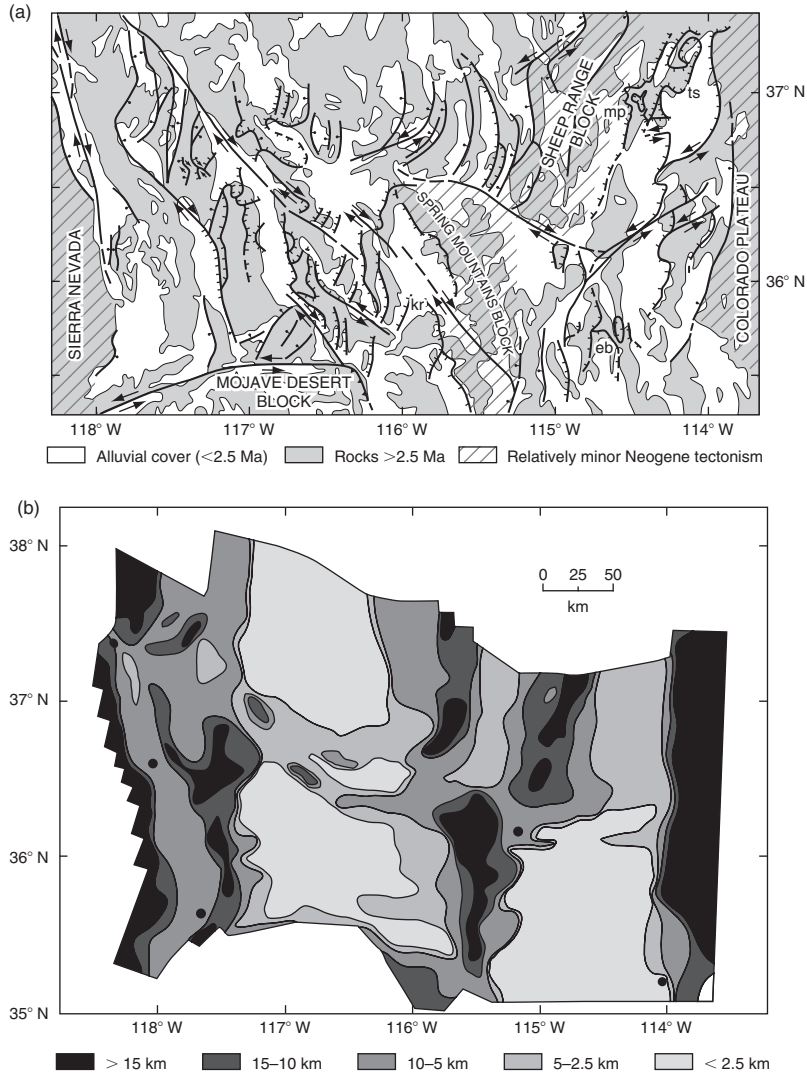 (a)
SHEEP RANGE
BLOCK
mp
ts
37° N
SPRING MOUNTAINS BLOCK
SIERRA NEVADA
COLORADO PLATEAU
36° N
kr
eb
MOJAVE DESERT
BLOCK
118° W 117° W 116° W 115° W 114° W
Alluvial cover (<2.5 Ma) Rocks >2.5 Ma Relatively minor Neogene tectonism
(b)
38° N
0 25 50
km
37° N
36° N
35° N
118° W 117° W 116° W 115° W 114° W
> 15 km 15–10 km 10–5 km 5–2.5 km < 2.5 km